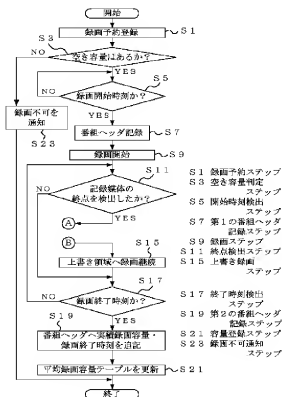 開始
録画予約登録
S1
S3
空き容量はあるか?
NO
YES
S5
録画開始時刻か?
NO
YES
録画不可を
通知
S23
番組ヘッダ記録
S7
録画開始
S9
S11
記録媒体の
終点を検出したか?
NO
YES
A
B
S15
上書き領域へ録画継続
S17
録画終了時刻か?
NO
YES
S19
番組ヘッダへ実積録画容量・
録画終了時刻を追記
平均録画容量テーブルを更新
S21
終了
S1 録画予約ステップ
S3 空き容量判定
ステップ
S5 開始時刻検出
ステップ
S7 第1の番組ヘッダ
記録ステップ
S9 録画ステップ
S11 終点検出ステップ
S15 上書き録画
ステップ
S17 終了時刻検出
ステップ
S19 第2の番組ヘッダ
記録ステップ
S21 容量登録ステップ
S23 録画不可通知
ステップ